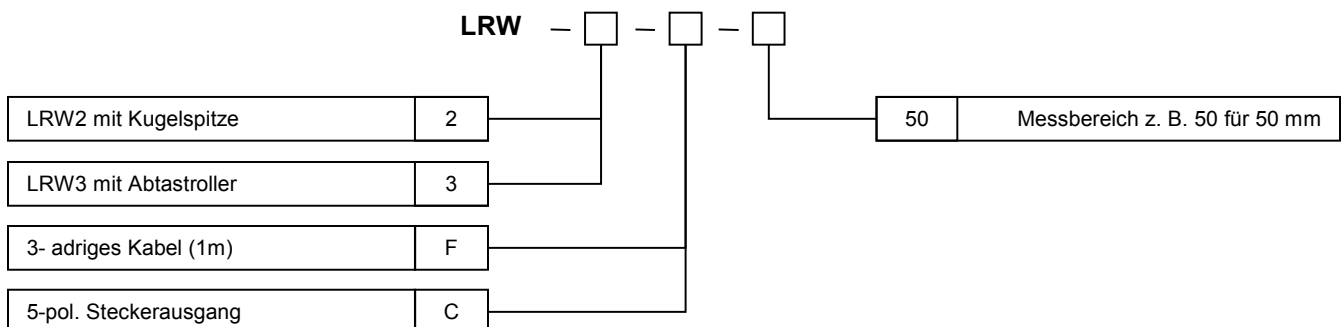 LRW – □ – □ – □
LRW2 mit Kugelspitze 2
50 Messbereich z. B. 50 für 50 mm
LRW3 mit Abtastroller 3
3- adriges Kabel (1m) F
5-pol. Steckerausgang C